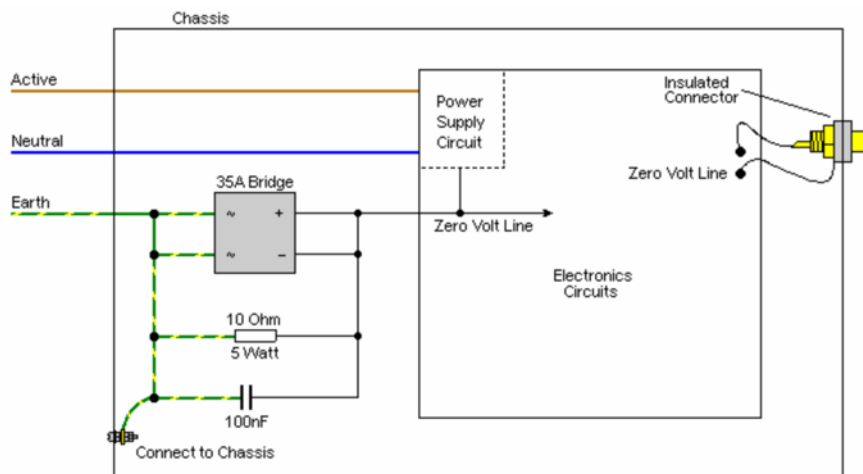 Chassis
Active
Power
Supply
Circuit
Insulated
Connector
Neutral
35A Bridge
Zero Volt Line
Earth
~ +
~ −
Zero Volt Line
Electronics
Circuits
10 Ohm
5 Watt
100nF
Connect to Chassis